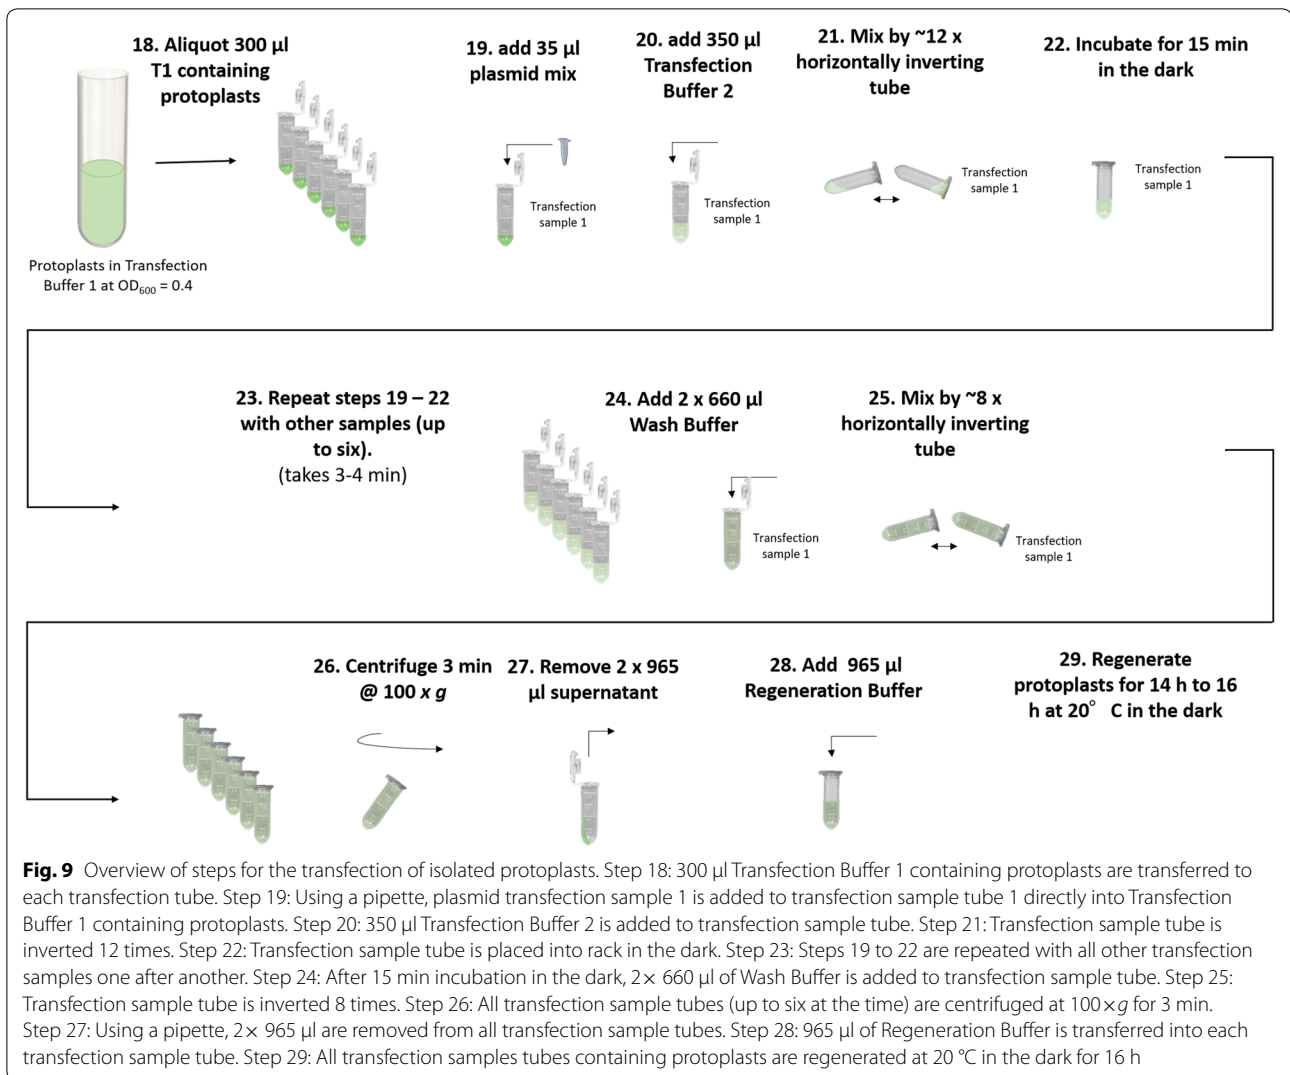 18. Aliquot 300 µl
T1 containing
protoplasts
19. add 35 µl
plasmid mix
20. add 350 µl
Transfection
Buffer 2
21. Mix by ~12 x
horizontally inverting
tube
22. Incubate for 15 min
in the dark
Transfection
sample 1
Transfection
sample 1
Transfection
sample 1
Transfection
sample 1
Protoplasts in Transfection
Buffer 1 at OD600 = 0.4
23. Repeat steps 19 – 22
with other samples (up
to six).
(takes 3-4 min)
24. Add 2 x 660 µl
Wash Buffer
25. Mix by ~8 x
horizontally inverting
tube
Transfection
sample 1
Transfection
sample 1
26. Centrifuge 3 min
@ 100 x g
27. Remove 2 x 965
µl supernatant
28. Add 965 µl
Regeneration Buffer
29. Regenerate
protoplasts for 14 h to 16
h at 20° C in the dark
Fig. 9 Overview of steps for the transfection of isolated protoplasts. Step 18: 300 µl Transfection Buffer 1 containing protoplasts are transferred to
each transfection tube. Step 19: Using a pipette, plasmid transfection sample 1 is added to transfection sample tube 1 directly into Transfection
Buffer 1 containing protoplasts. Step 20: 350 µl Transfection Buffer 2 is added to transfection sample tube. Step 21: Transfection sample tube is
inverted 12 times. Step 22: Transfection sample tube is placed into rack in the dark. Step 23: Steps 19 to 22 are repeated with all other transfection
samples one after another. Step 24: After 15 min incubation in the dark, 2× 660 µl of Wash Buffer is added to transfection sample tube. Step 25:
Transfection sample tube is inverted 8 times. Step 26: All transfection sample tubes (up to six at the time) are centrifuged at 100×g for 3 min.
Step 27: Using a pipette, 2× 965 µl are removed from all transfection sample tubes. Step 28: 965 µl of Regeneration Buffer is transferred into each
transfection sample tube. Step 29: All transfection samples tubes containing protoplasts are regenerated at 20 °C in the dark for 16 h